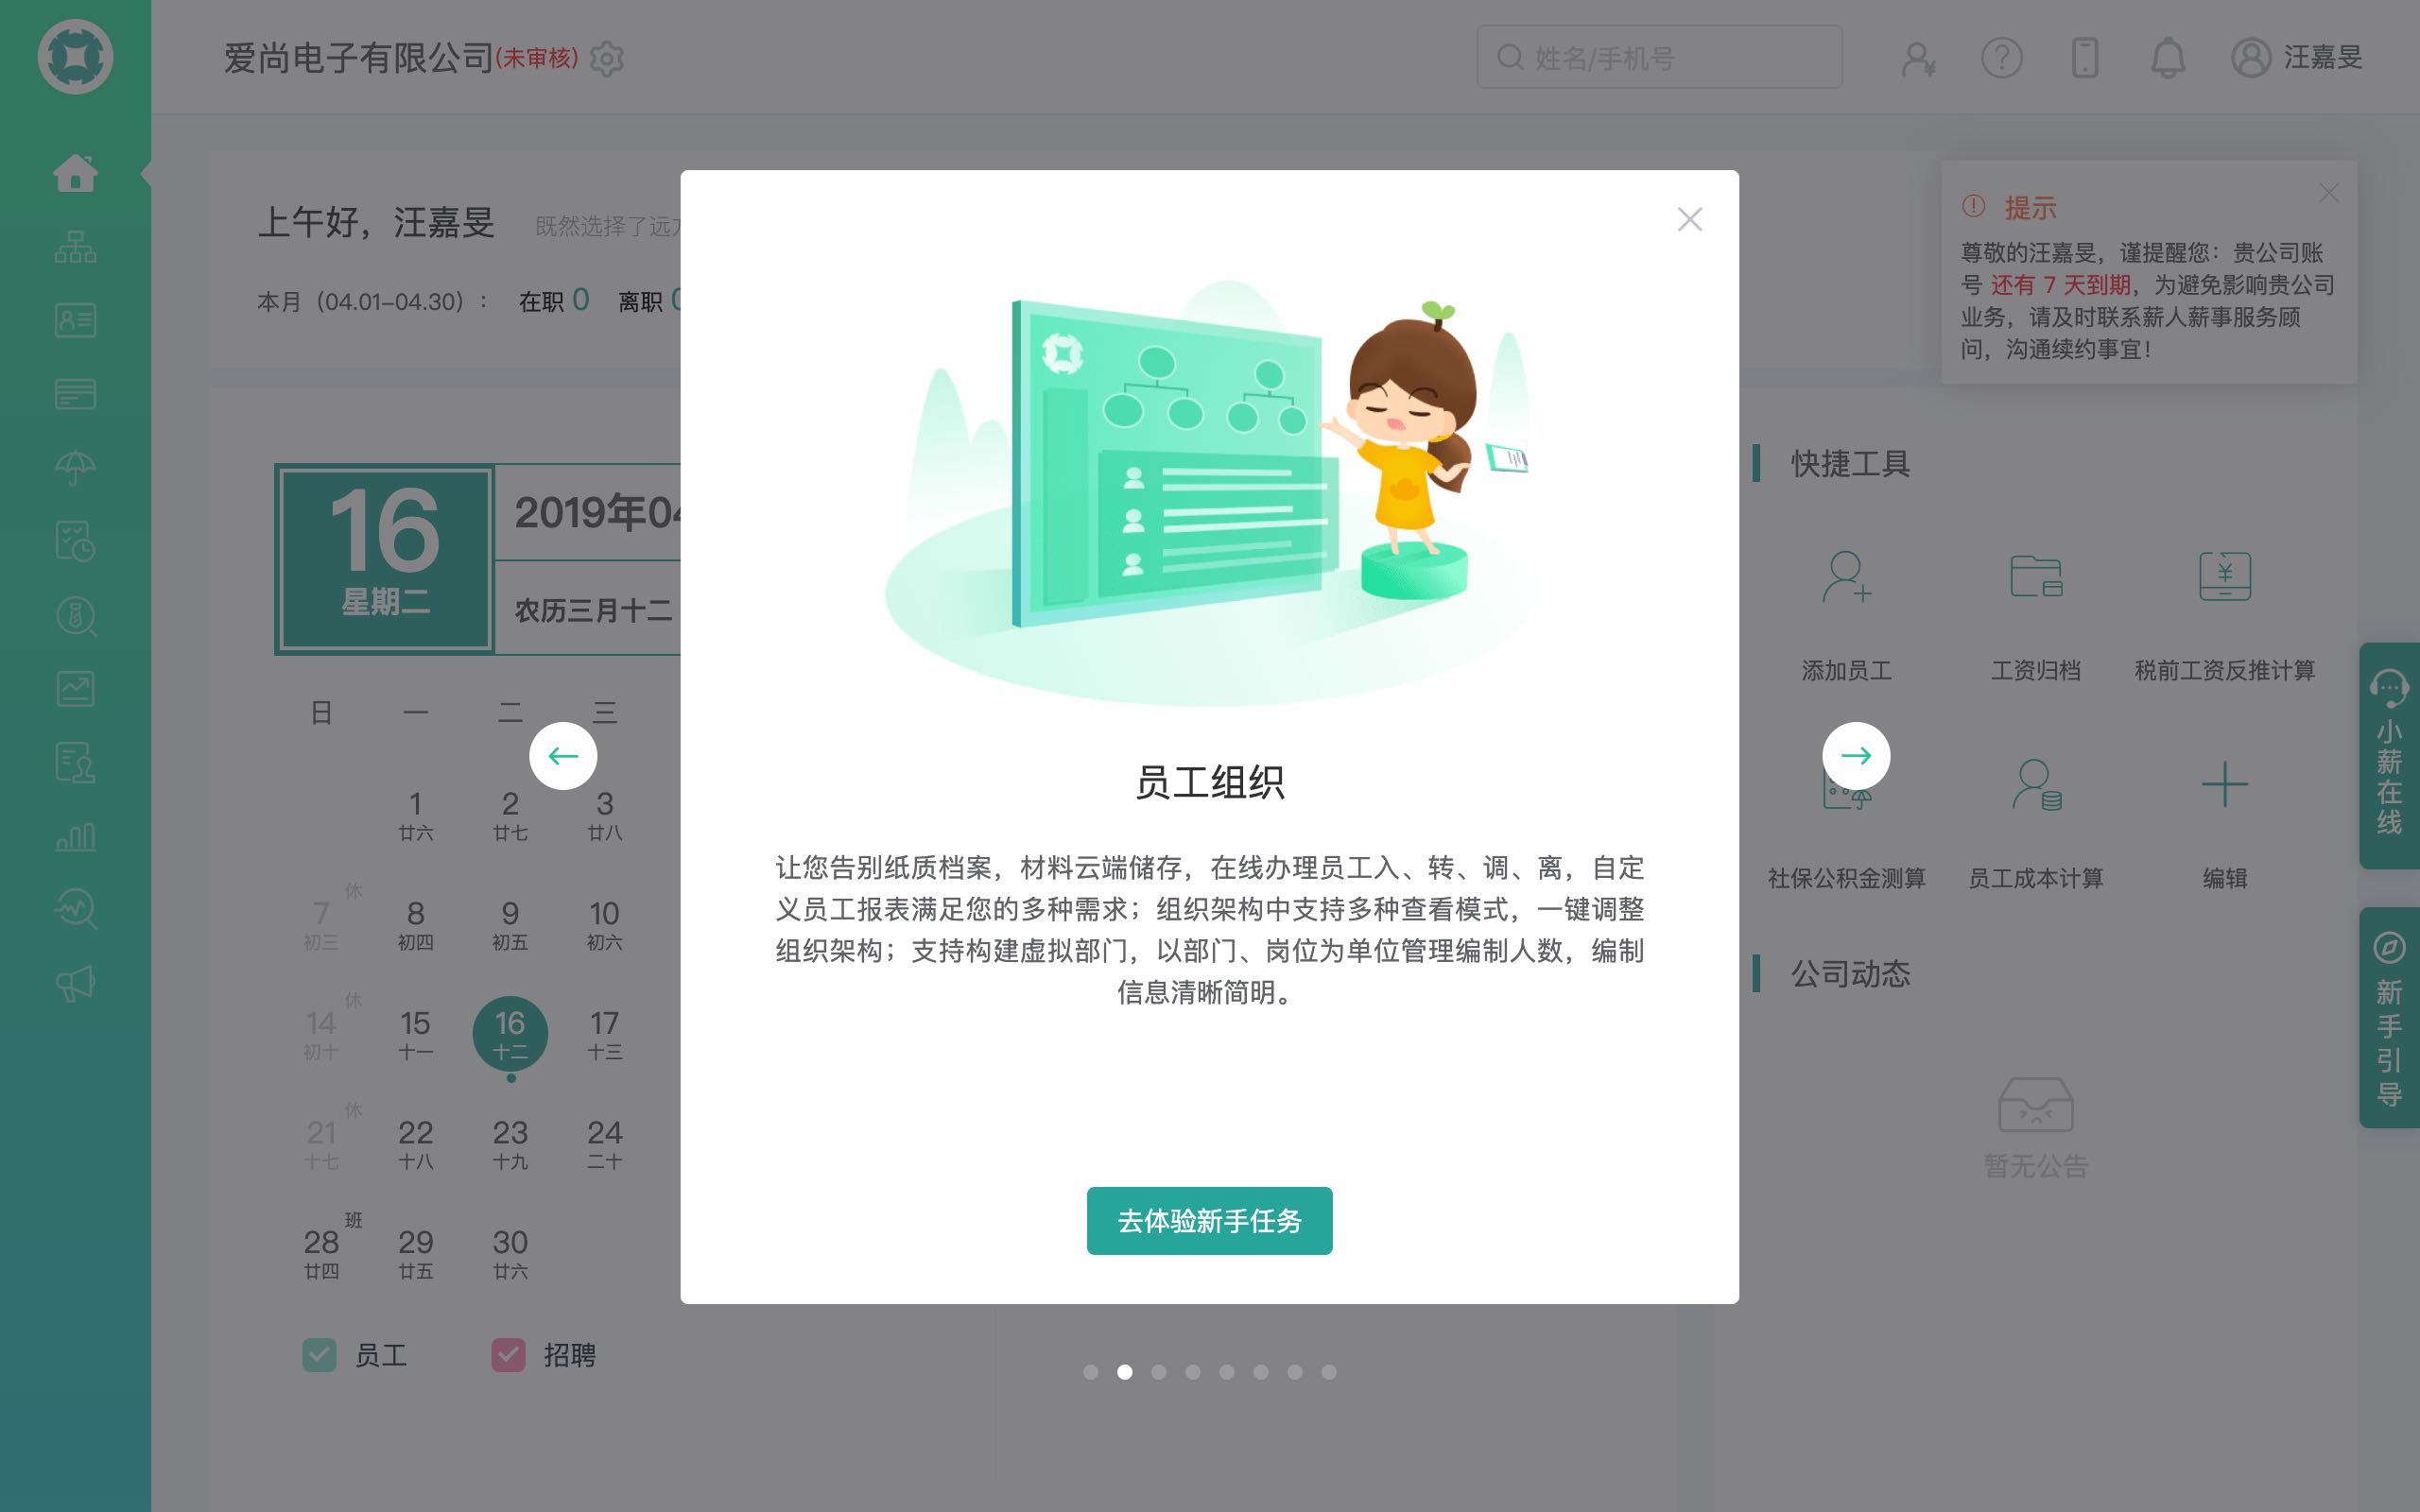 爱尚电子有限公司(未审核)
姓名/手机号
汪嘉旻
上午好，汪嘉旻
既然选择了远
本月（04.01-04.30）：
在职 0
离职 0
提示
尊敬的汪嘉旻，谨提醒您：贵公司账
号 还有 7 天到期，为避免影响贵公司
业务，请及时联系薪人薪事服务顾
问，沟通续约事宜！
16
星期二
2019年04
农历三月十二
日 一 二 三
1 2 3
廿六 廿七 廿八
休
7 8 9 10
初三 初四 初五 初六
休
14 15 16 17
初十 十一 十二 十三
休
21 22 23 24
十七 十八 十九 二十
班
28 29 30
廿四 廿五 廿六
员工 招聘
员工组织
让您告别纸质档案，材料云端储存，在线办理员工入、转、调、离，自定
义员工报表满足您的多种需求；组织架构中支持多种查看模式，一键调整
组织架构；支持构建虚拟部门，以部门、岗位为单位管理编制人数，编制
信息清晰简明。
去体验新手任务
快捷工具
添加员工
工资归档
税前工资反推计算
社保公积金测算
员工成本计算
编辑
公司动态
暂无公告
小薪在线
新手引导